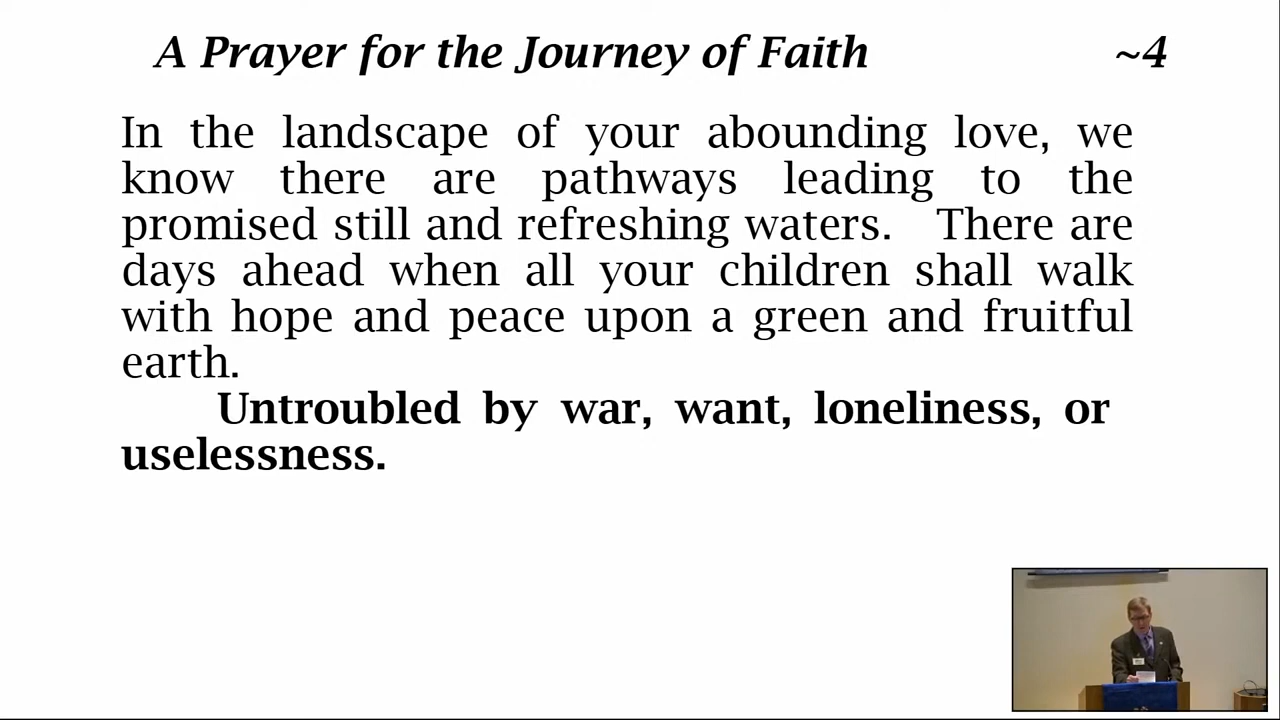 A Prayer for the Journey of Faith ~4
In the landscape of your abounding love, we
know there are pathways leading to the
promised still and refreshing waters. There are
days ahead when all your children shall walk
with hope and peace upon a green and fruitful
earth.
Untroubled by war, want, loneliness, or
uselessness.